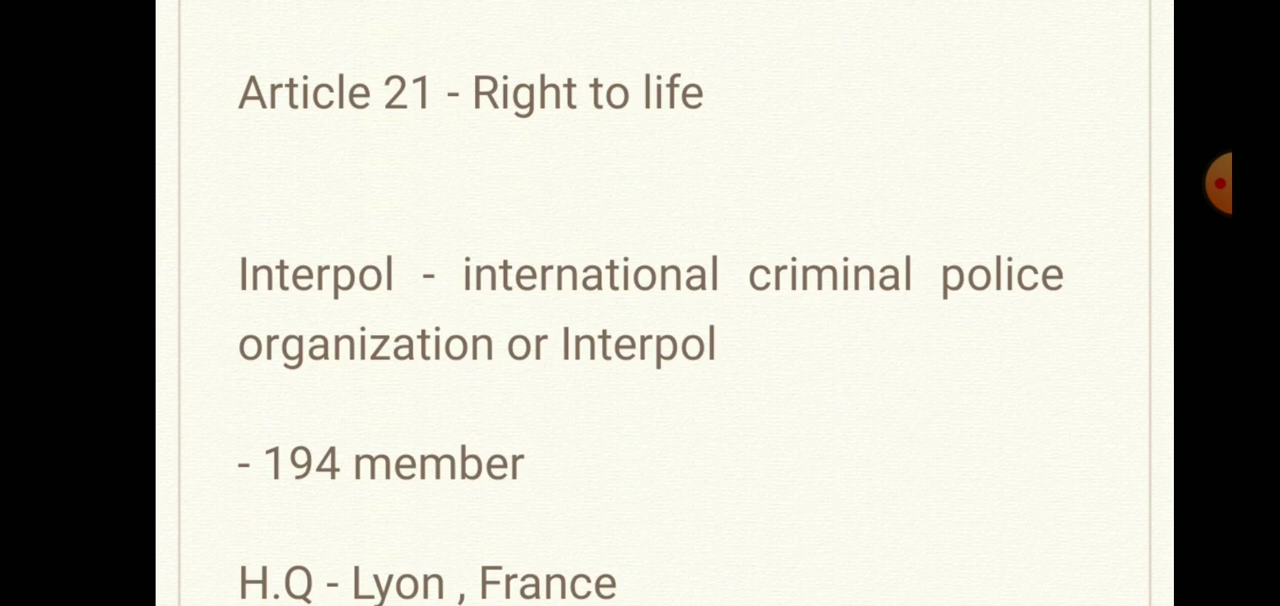 Article 21 - Right to life
Interpol - international criminal police
organization or Interpol
- 194 member
H.Q - Lyon , France